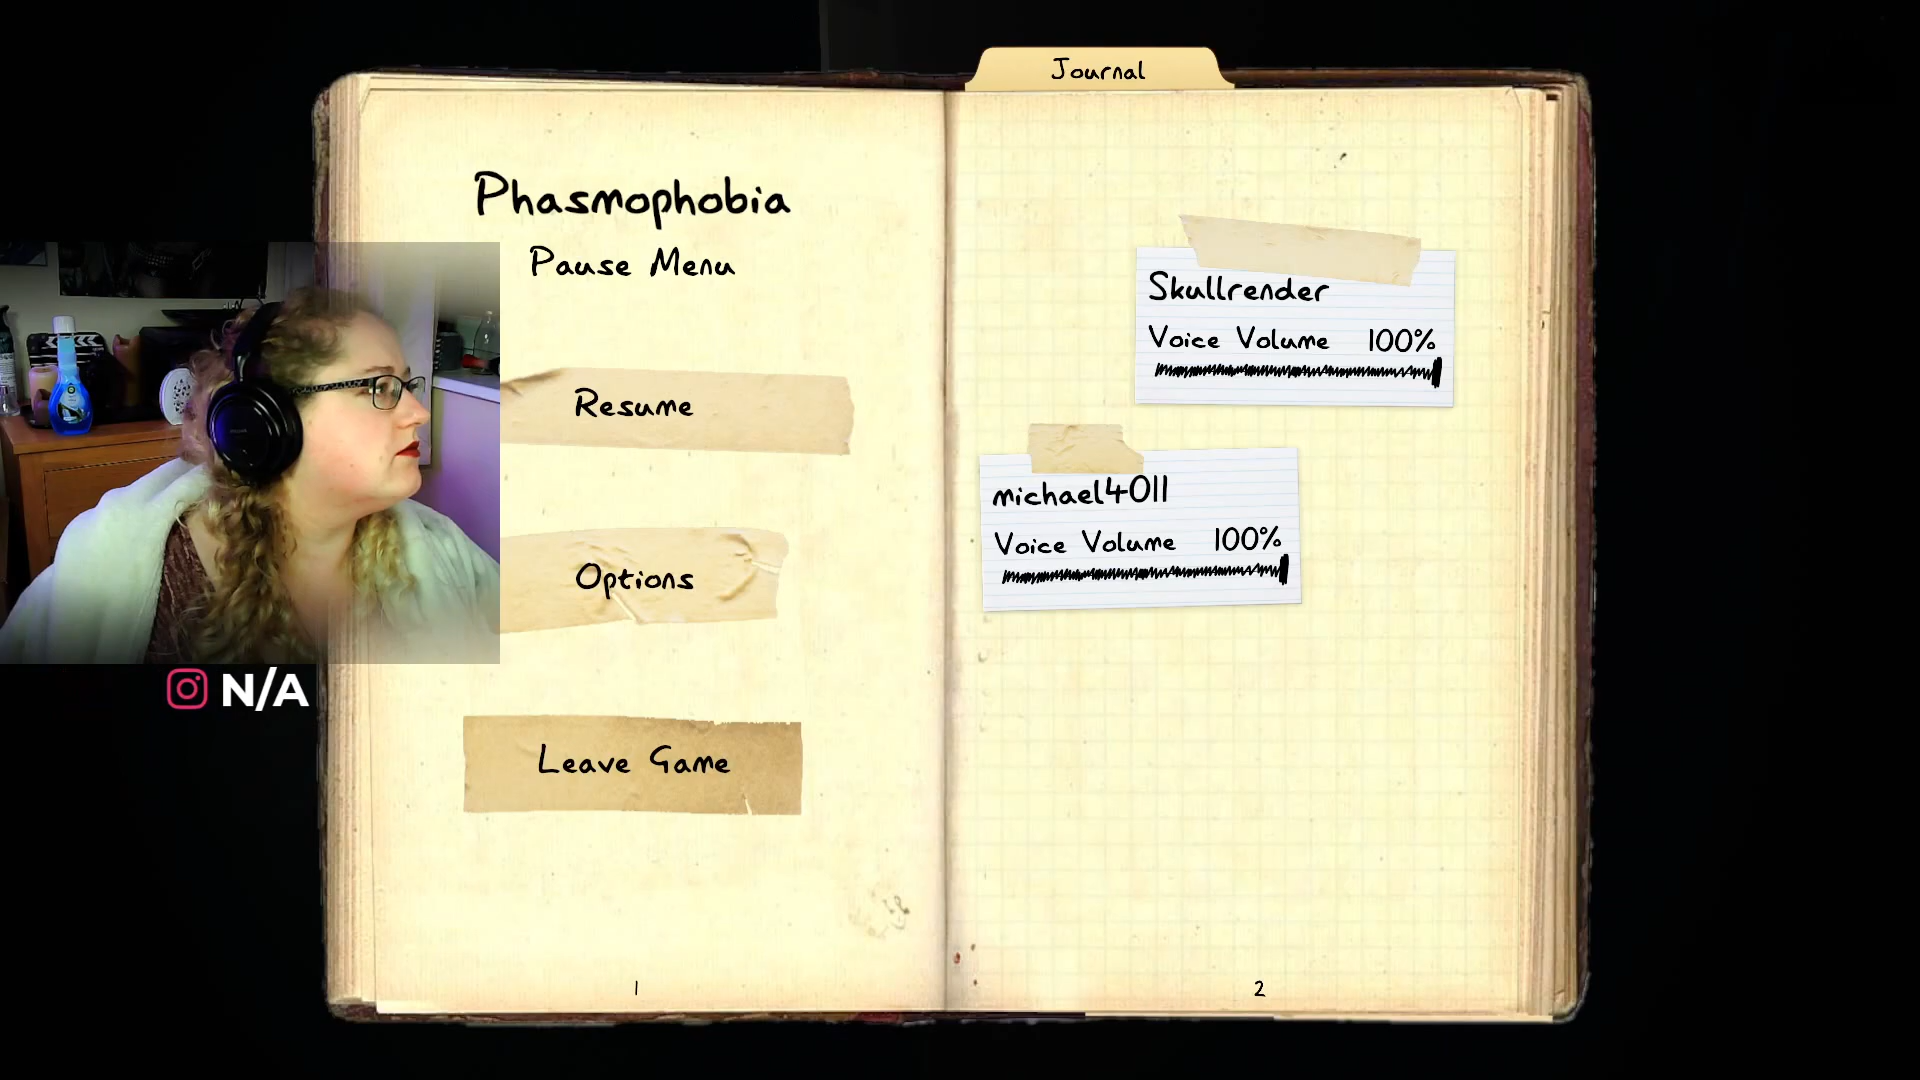 Journal
Phasmophobia
Pause Menu
Resume
Options
Leave Game
1
Skullrender
Voice Volume 100%
michael4011
Voice Volume 100%
2
N/A